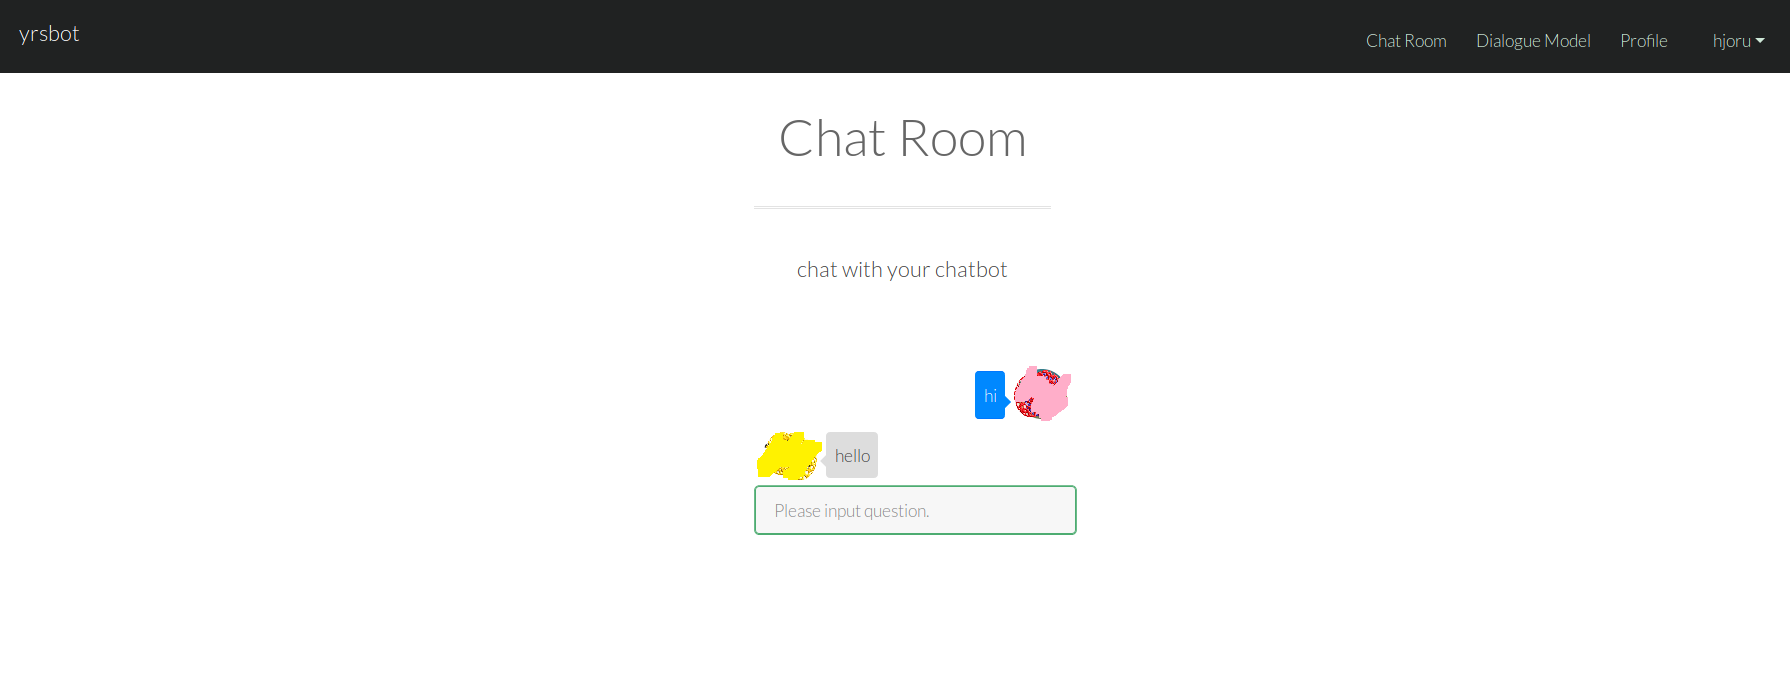 yrsbot
Chat Room Dialogue Model Profile hjoru
Chat Room
chat with your chatbot
hi
hello
Please input question.